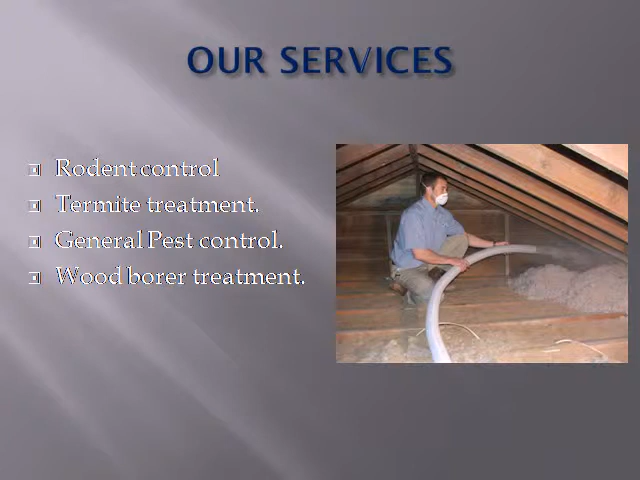 OUR SERVICES
Rodent control
Termite treatment.
General Pest control.
Wood borer treatment.